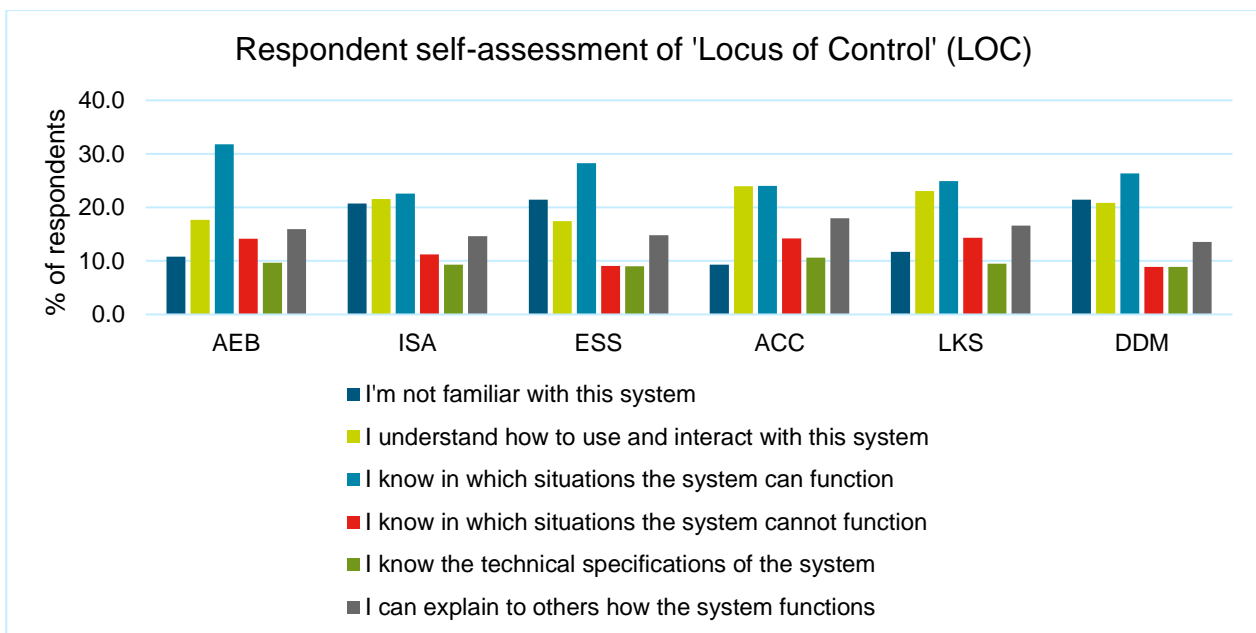 Respondent self-assessment of 'Locus of Control' (LOC)
% of respondents
40.0
30.0
20.0
10.0
0.0
AEB ISA ESS ACC LKS DDM
I'm not familiar with this system
I understand how to use and interact with this system
I know in which situations the system can function
I know in which situations the system cannot function
I know the technical specifications of the system
I can explain to others how the system functions